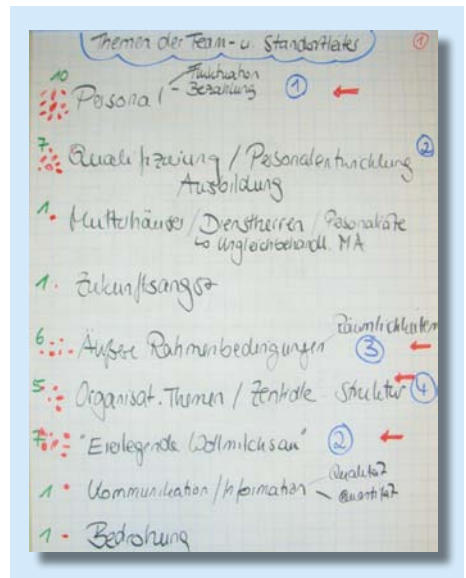 Themen der Team- u. Standortleiter 1
10 Personal - Fluktuation
- Bezahlung 1
7 Qualifizierung / Personalentwicklung 2
Ausbildung
1 Mutterhäuser / Dienstherren / Personalräte
↳ Ungleichbehandl. MA
1 Zukunftsangst
6 Äußere Rahmenbedingungen Räumlichkeiten 3
5 Organisat. Themen / Zentrale Struktur 4
7 "Eierlegende Wollmilchsau" 2
1 Kommunikation / Information Qualität
Quantität
1 Bedrohung